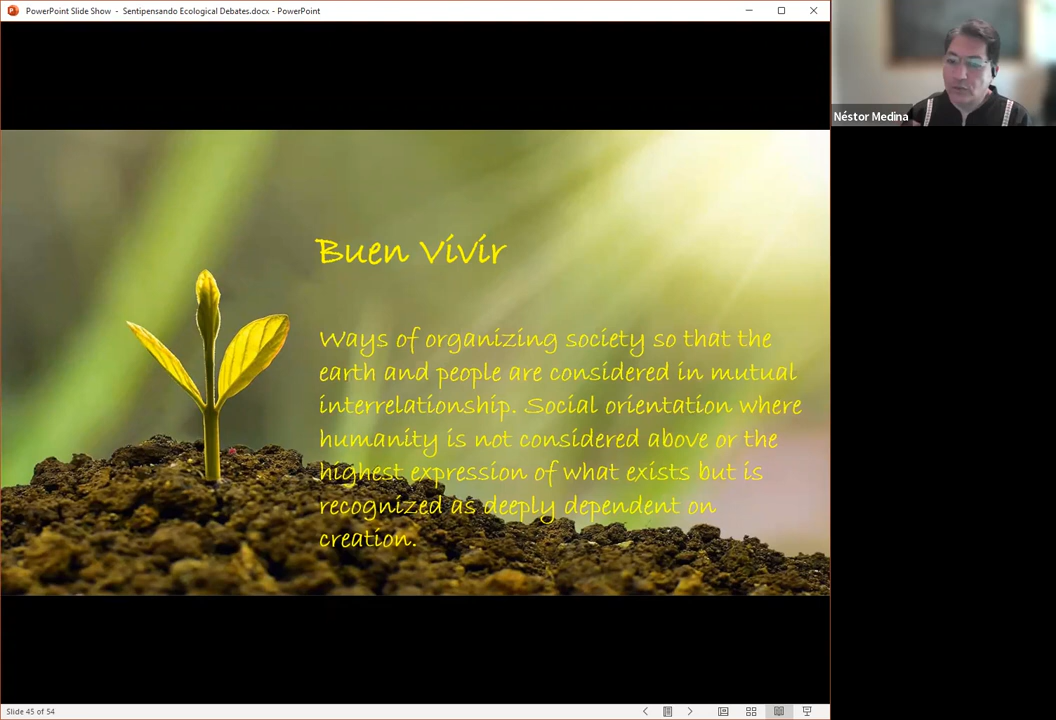 PowerPoint Slide Show - Sentipensando Ecological Debates.docx - PowerPoint
Néstor Medina
Buen Vivir
Ways of organizing society so that the
earth and people are considered in mutual
interrelationship. Social orientation where
humanity is not considered above or the
highest expression of what exists but is
recognized as deeply dependent on
creation.
Slide 45 of 54